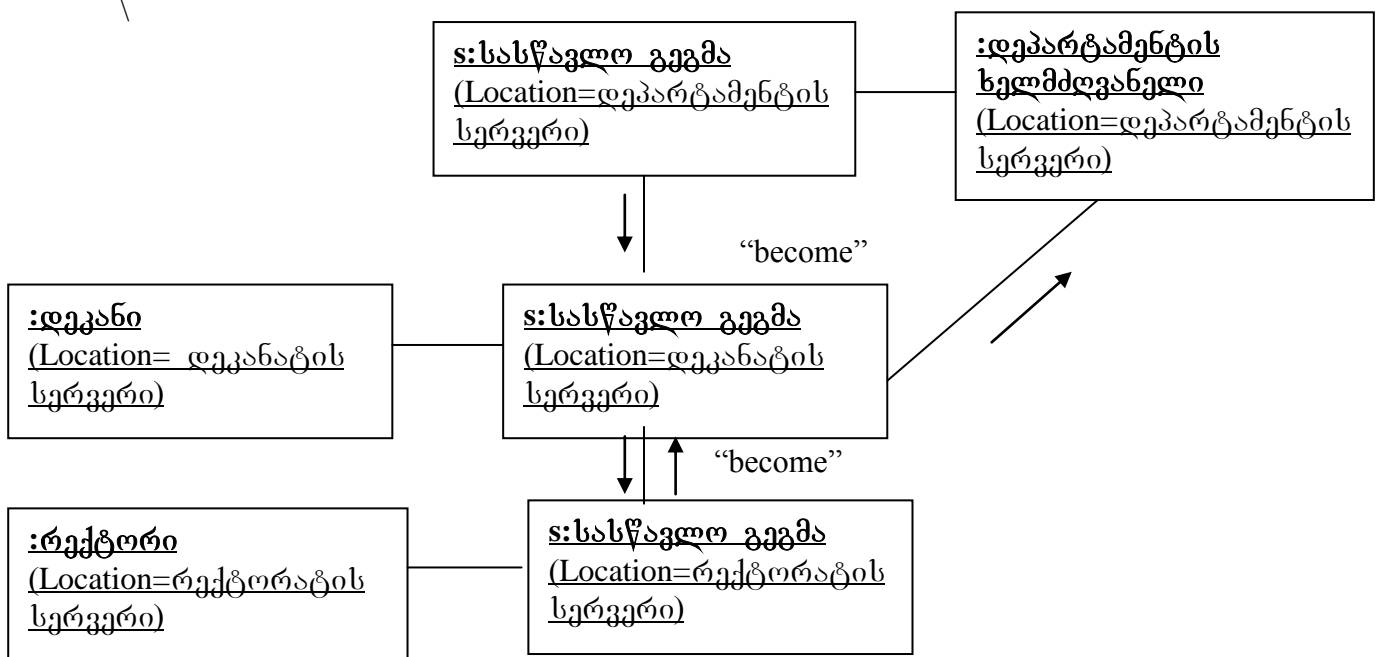 s:სასწავლო გეგმა
(Location=დეპარტამენტის
სერვერი)
:დეპარტამენტის
ხელმძღვანელი
(Location=დეპარტამენტის
სერვერი)
“become”
:დეკანი
(Location= დეკანატის
სერვერი)
s:სასწავლო გეგმა
(Location=დეკანატის
სერვერი)
“become”
:რექტორი
(Location=რექტორატის
სერვერი)
s:სასწავლო გეგმა
(Location=რექტორატის
სერვერი)